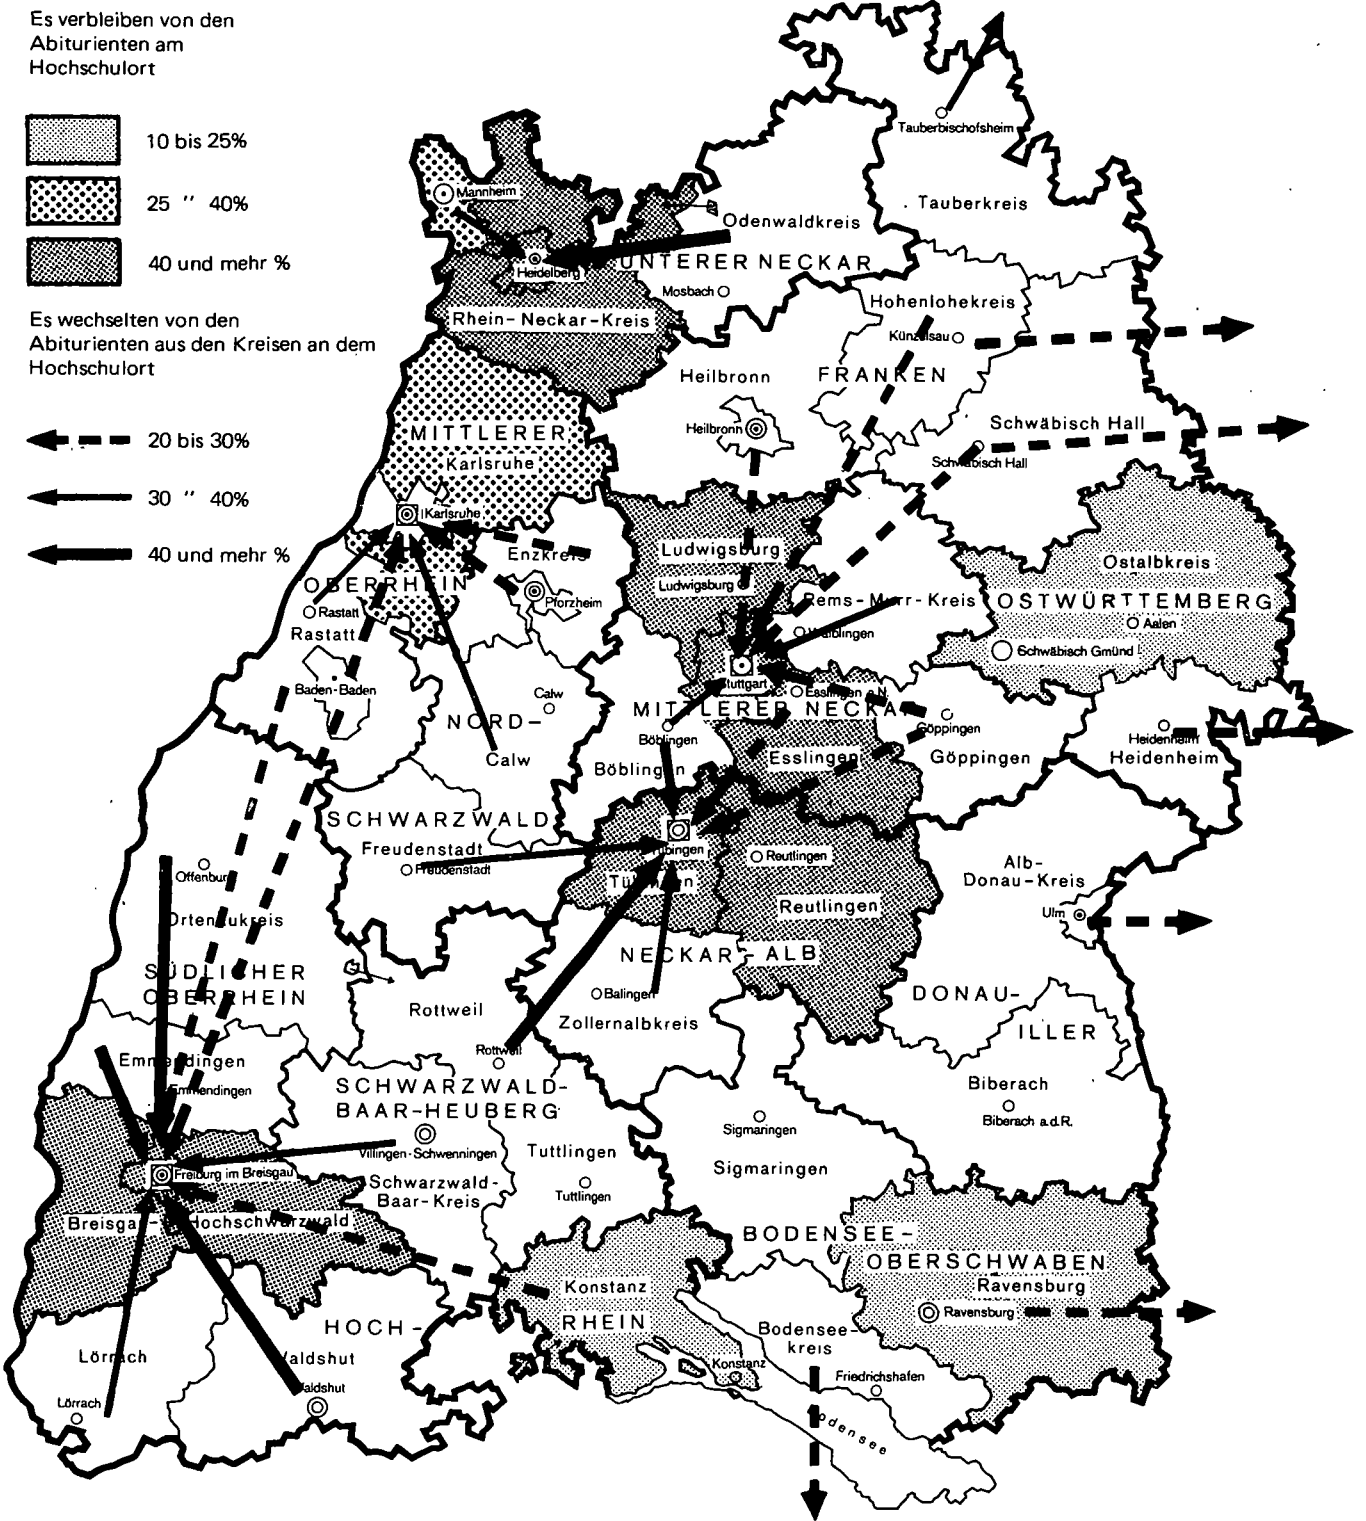 Es verbleiben von den
Abiturienten am
Hochschulort
10 bis 25%
25 " 40%
40 und mehr %
Es wechselten von den
Abiturienten aus den Kreisen an dem
Hochschulort
20 bis 30%
30 " 40%
40 und mehr %
Tauberbischofsheim
Tauberkreis
Mannheim
Odenwaldkreis
Heidelberg
UNTERER NECKAR
Mosbach
Hohenlohekreis
Rhein-Neckar-Kreis
Künzelsau
Heilbronn
FRANKEN
Heilbronn
Schwäbisch Hall
Schwäbisch Hall
MITTLERER
Karlsruhe
Karlsruhe
Enzkreis
Ludwigsburg
Ludwigsburg
Ostalbkreis
OBERRHEIN
Pforzheim
Rems-Murr-Kreis
OSTWÜRTTEMBERG
Rastatt
Rastatt
Waiblingen
Aalen
Schwäbisch Gmünd
Baden-Baden
Calw
Stuttgart
Esslingen a.N.
MITTLERER NECKAR
NORD-
Göppingen
Böblingen
Heidenheim
Calw
Böblingen
Esslingen
Göppingen
Heidenheim
SCHWARZWALD
Freudenstadt
Freudenstadt
Tübingen
Reutlingen
Alb-
Donau-Kreis
Offenburg
Tübingen
Reutlingen
Ulm
Ortenaukreis
NECKAR-ALB
SÜDLICHER
OBERRHEIN
Rottweil
Balingen
Zollernalbkreis
DONAU-
ILLER
Emmendingen
Rottweil
Emmendingen
SCHWARZWALD-
BAAR-HEUBERG
Biberach
Biberach a.d.R.
Sigmaringen
Villingen-Schwenningen
Tuttlingen
Sigmaringen
Freiburg im Breisgau
Schwarzwald-
Baar-Kreis
Tuttlingen
Breisgau-Hochschwarzwald
BODENSEE-
OBERSCHWABEN
Konstanz
Ravensburg
RHEIN
Ravensburg
HOCH-
Bodensee-
kreis
Lörrach
Waldshut
Konstanz
Friedrichshafen
Waldshut
Lörrach
Bodensee